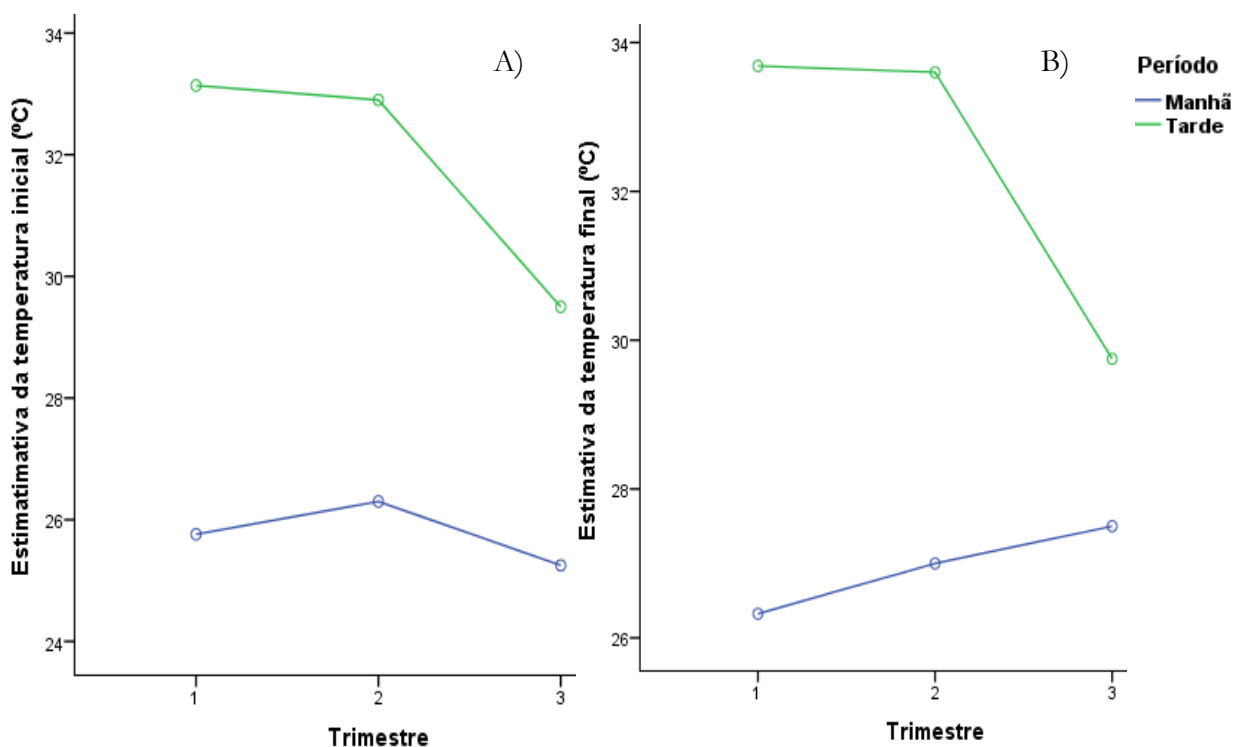 A)
Estimatimativa da temperatura inicial (ºC)
34
32
30
28
26
24
1 2 3
Trimestre
B)
Estimativa da temperatura final (ºC)
34
32
30
28
26
1 2 3
Trimestre
Período
Manhã
Tarde